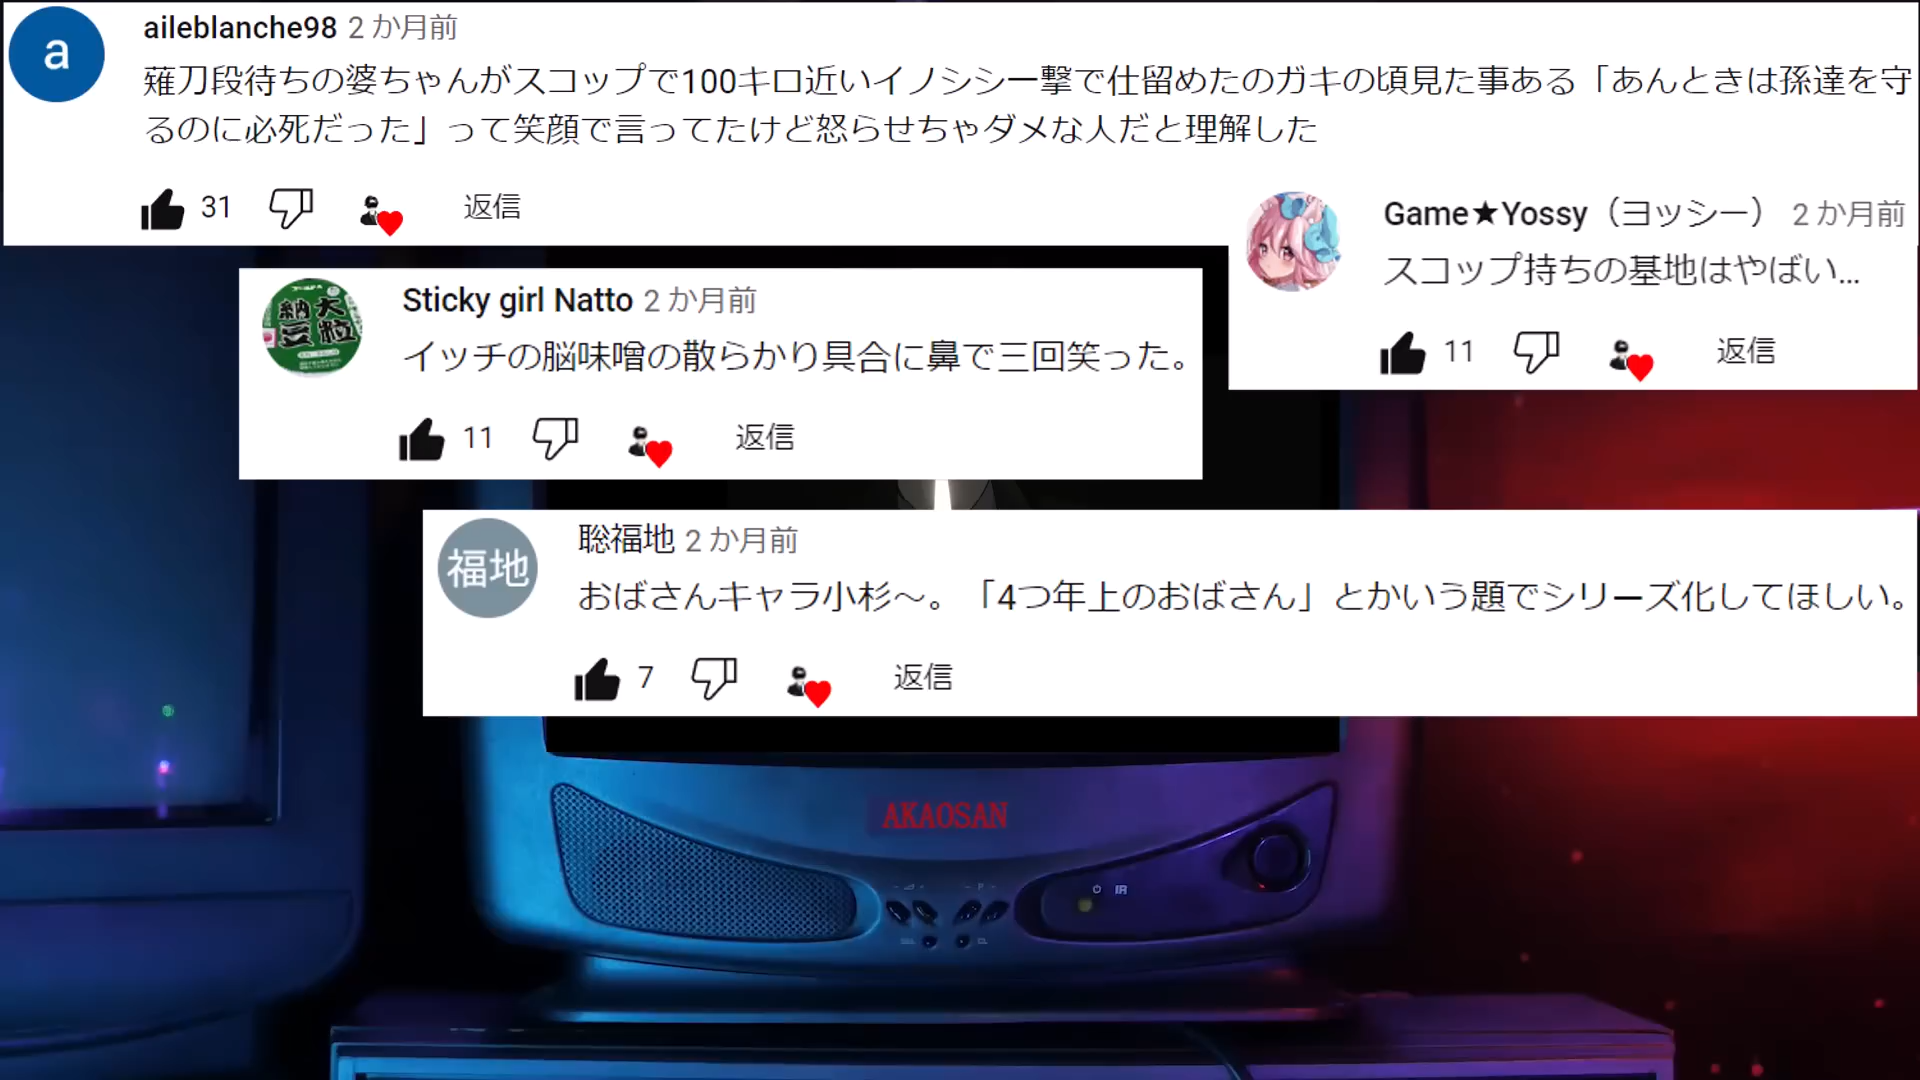 a
aileblanche98 2 か月前
薙刀段待ちの婆ちゃんがスコップで100キロ近いイノシシ一撃で仕留めたのガキの頃見た事ある「あんときは孫達を守
るのに必死だった」って笑顔で言ってたけど怒らせちゃダメな人だと理解した
31 返信
Game★Yossy（ヨッシー） 2 か月前
スコップ持ちの基地はやばい...
11 返信
納豆
大粒
Sticky girl Natto 2 か月前
イッチの脳味噌の散らかり具合に鼻で三回笑った。
11 返信
福地
聡福地 2 か月前
おばさんキャラ小杉～。「4つ年上のおばさん」とかいう題でシリーズ化してほしい。
7 返信
AKAOSAN
IR